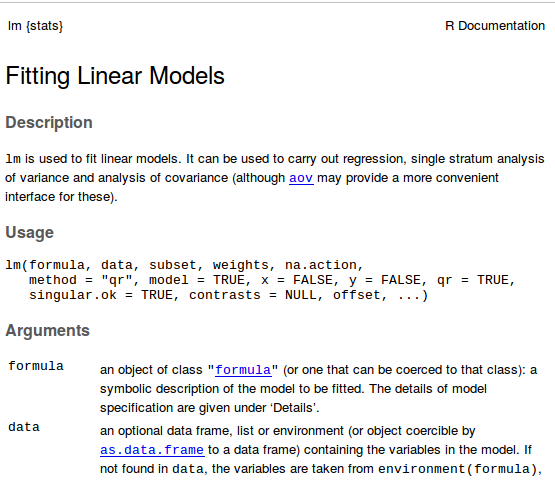 lm {stats} R Documentation
Fitting Linear Models
Description
lm is used to fit linear models. It can be used to carry out regression, single stratum analysis
of variance and analysis of covariance (although aov may provide a more convenient
interface for these).
Usage
lm(formula, data, subset, weights, na.action,
   method = "qr", model = TRUE, x = FALSE, y = FALSE, qr = TRUE,
   singular.ok = TRUE, contrasts = NULL, offset, ...)
Arguments
formula an object of class "formula" (or one that can be coerced to that class): a
symbolic description of the model to be fitted. The details of model
specification are given under ‘Details’.
data an optional data frame, list or environment (or object coercible by
as.data.frame to a data frame) containing the variables in the model. If
not found in data, the variables are taken from environment(formula),